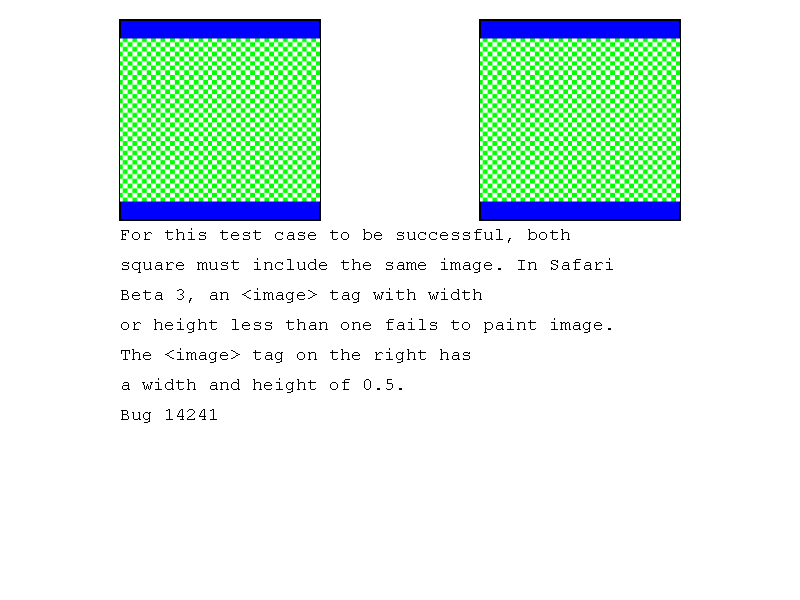 For this test case to be successful, both
square must include the same image. In Safari
Beta 3, an <image> tag with width
or height less than one fails to paint image.
The <image> tag on the right has
a width and height of 0.5.
Bug 14241